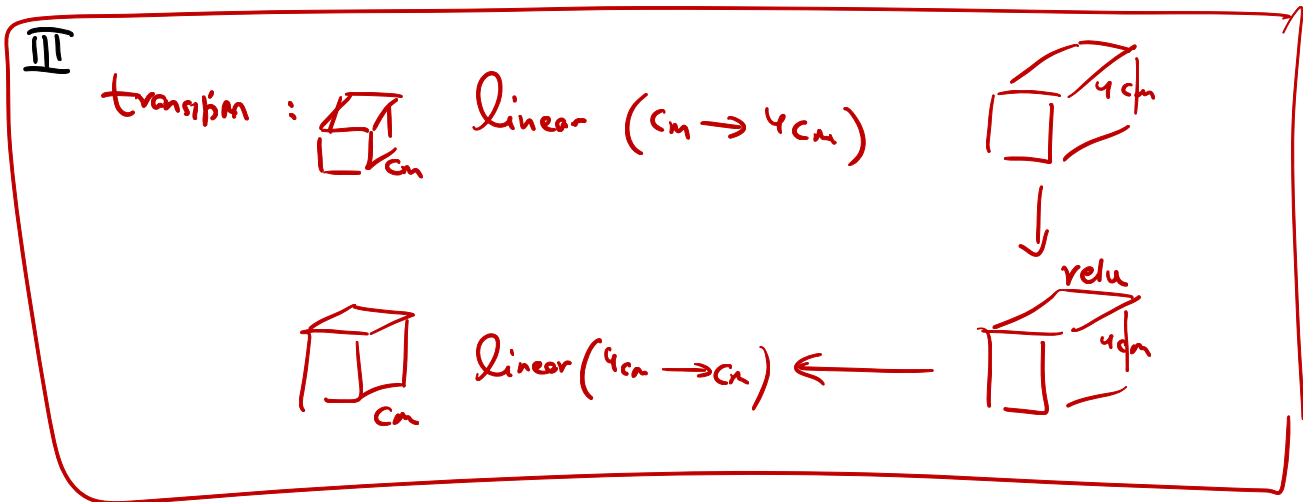 III
transition : cm linear (cm → 4cm) 4cm
relu
cm linear (4cm → cm) ← 4cm